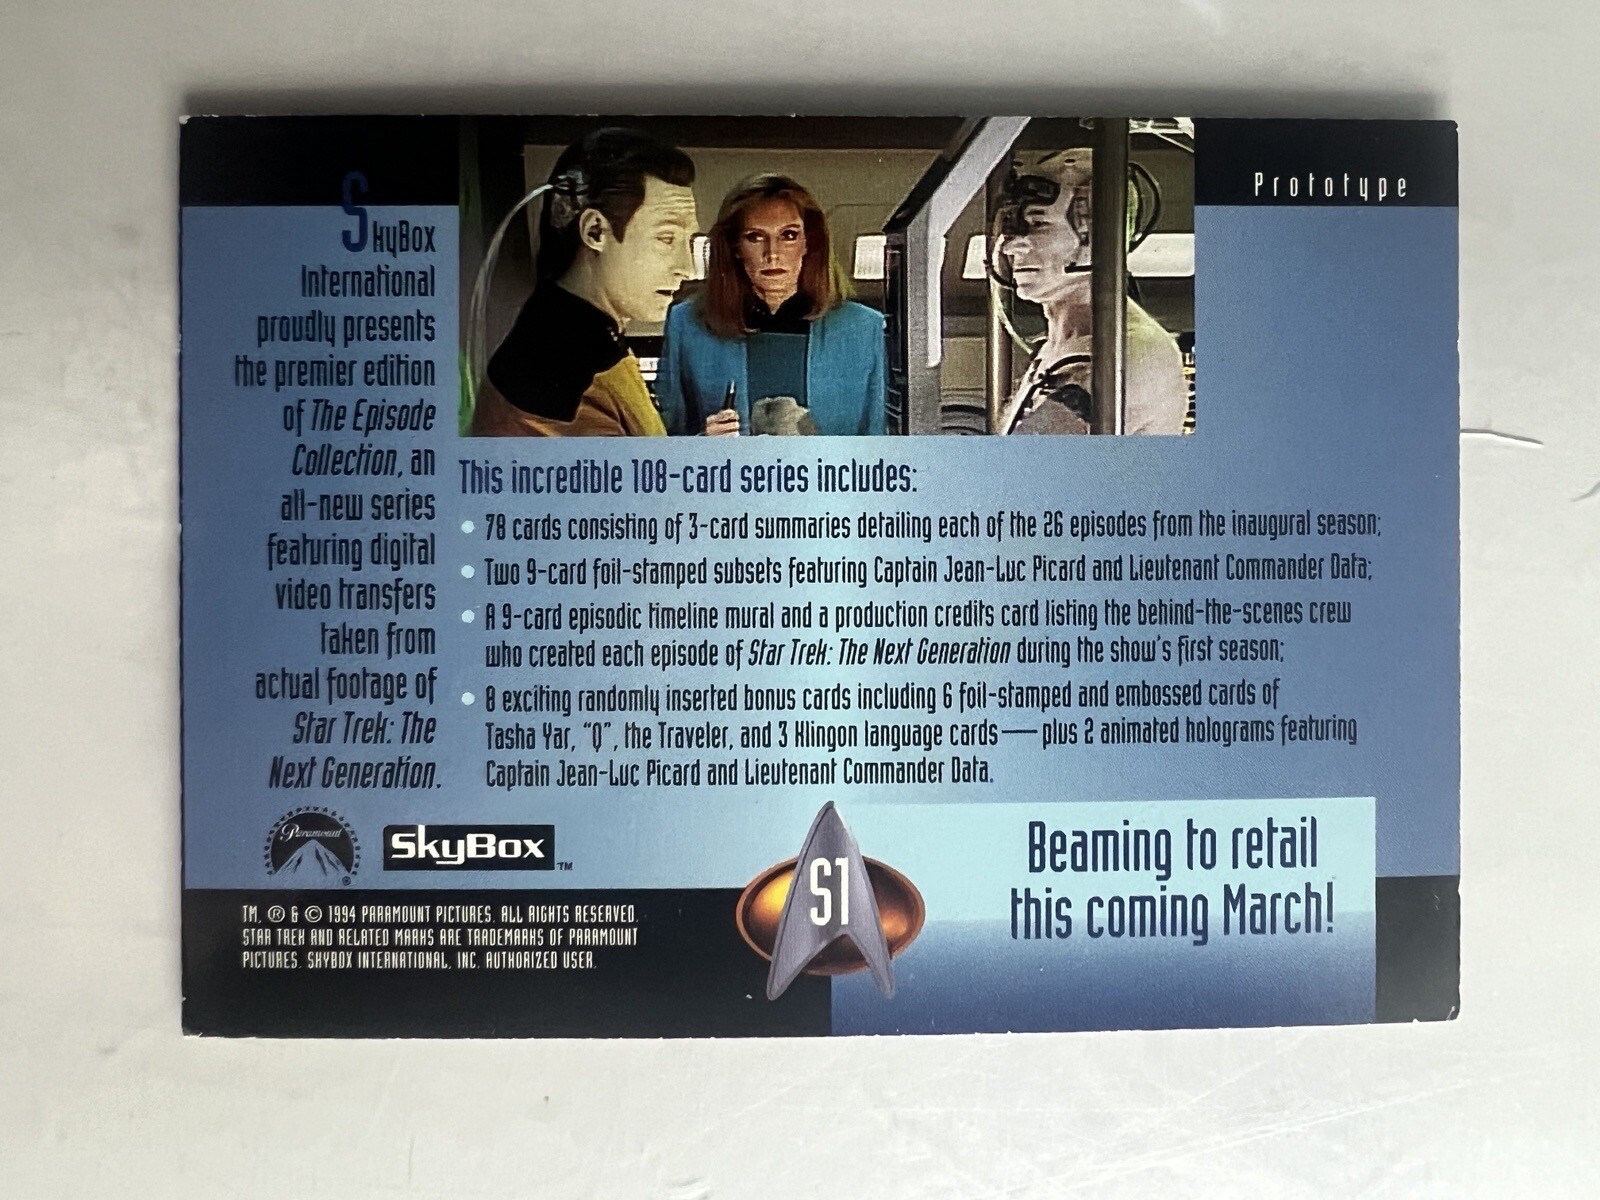 Prototype
SkyBox
International
proudly presents
the premier edition
of The Episode
Collection, an
all-new series
featuring digital
video transfers
taken from
actual footage of
Star Trek: The
Next Generation.
This incredible 108-card series includes:
• 78 cards consisting of 3-card summaries detailing each of the 26 episodes from the inaugural season;
• Two 9-card foil-stamped subsets featuring Captain Jean-Luc Picard and Lieutenant Commander Data;
• A 9-card episodic timeline mural and a production credits card listing the behind-the-scenes crew
who created each episode of Star Trek: The Next Generation during the show's first season;
• 8 exciting randomly inserted bonus cards including 6 foil-stamped and embossed cards of
Tasha Yar, "Q", the Traveler, and 3 Klingon language cards—plus 2 animated holograms featuring
Captain Jean-Luc Picard and Lieutenant Commander Data.
Paramount ®
SkyBox ™
S1
Beaming to retail
this coming March!
TM, ® & © 1994 PARAMOUNT PICTURES. ALL RIGHTS RESERVED.
STAR TREK AND RELATED MARKS ARE TRADEMARKS OF PARAMOUNT
PICTURES. SKYBOX INTERNATIONAL, INC. AUTHORIZED USER.